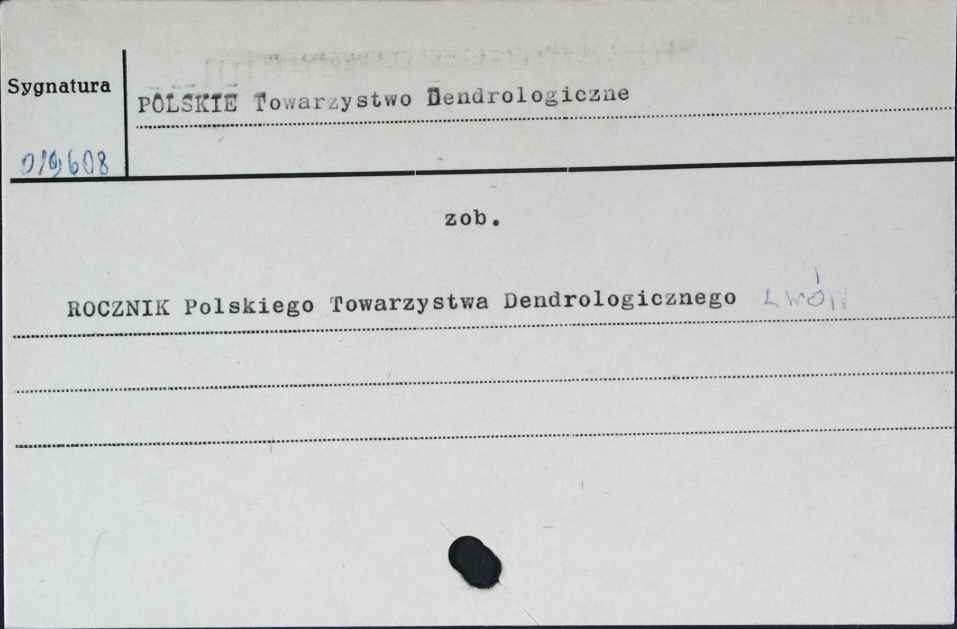 Sygnatura
POLSKIE Towarzystwo Dendrologiczne
zob.
ROCZNIK Polskiego Towarzystwa Dendrologicznego Lwów